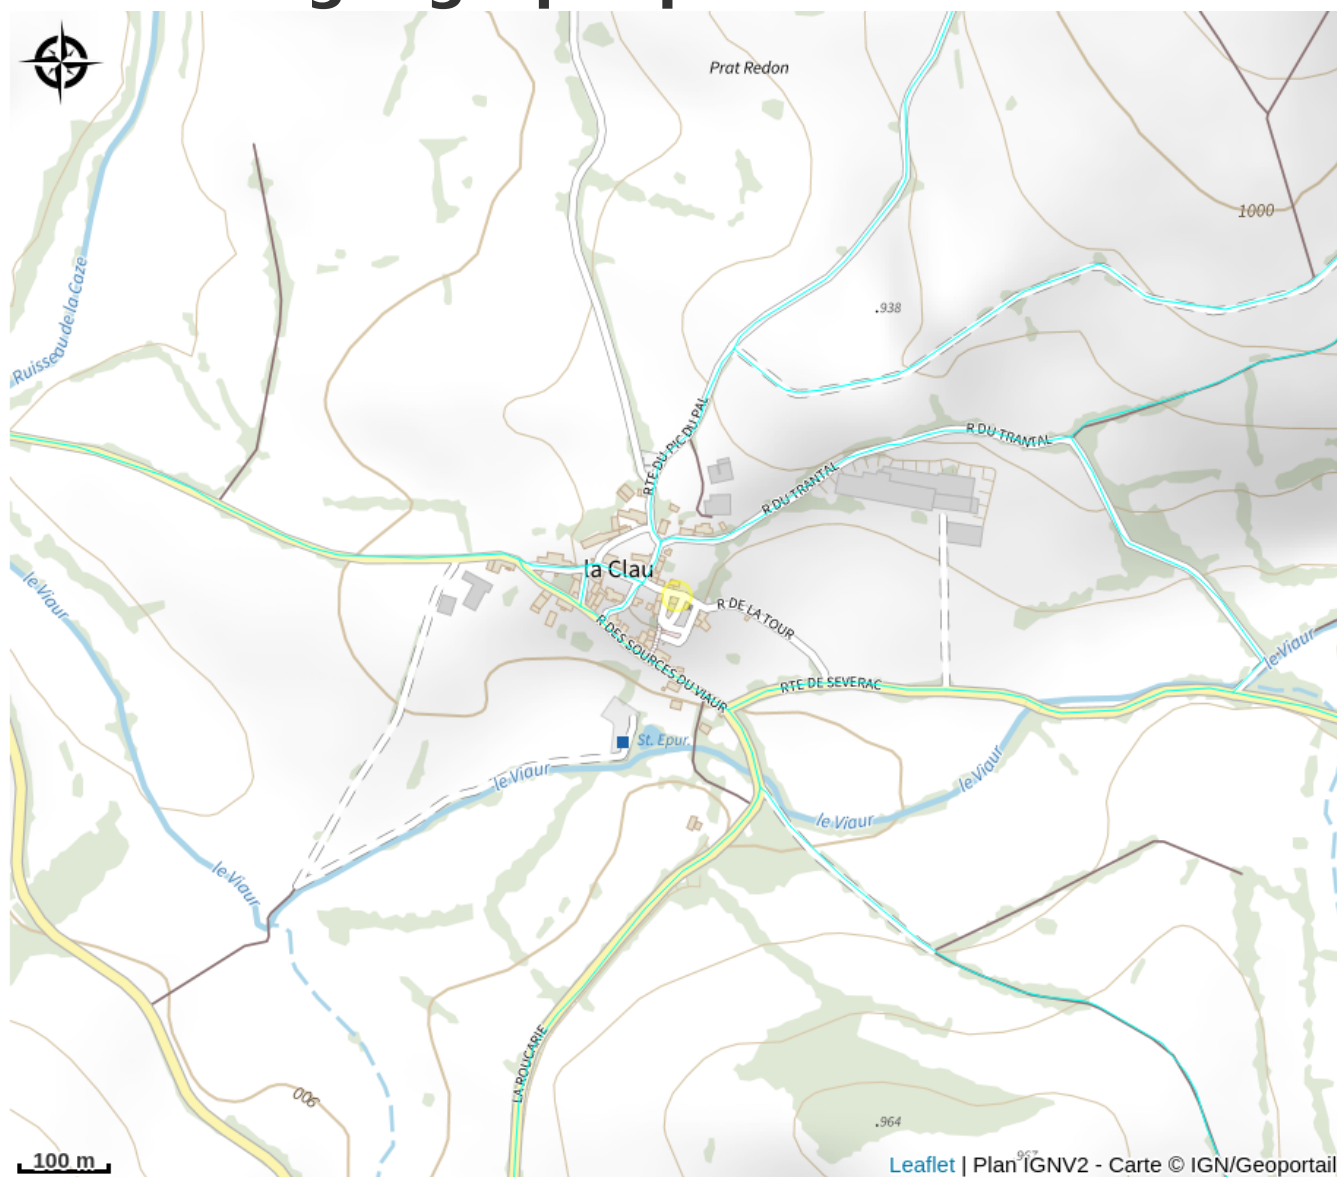 Prat Redon
1000
Ruisseau de la Caze
.938
RTE DU PIC DU PAL
R DU TRANTAL
R DU TRANTAL
la Clau
le Viaur
R DE LA TOUR
R DES SOURCES DU VIAUR
le Viaur
RTE DE SEVERAC
St. Epur.
le Viaur
le Viaur
le Viaur
le Viaur
LA ROUCARIE
900
.964
967
100 m
Leaflet | Plan IGNV2 - Carte © IGN/Geoportail